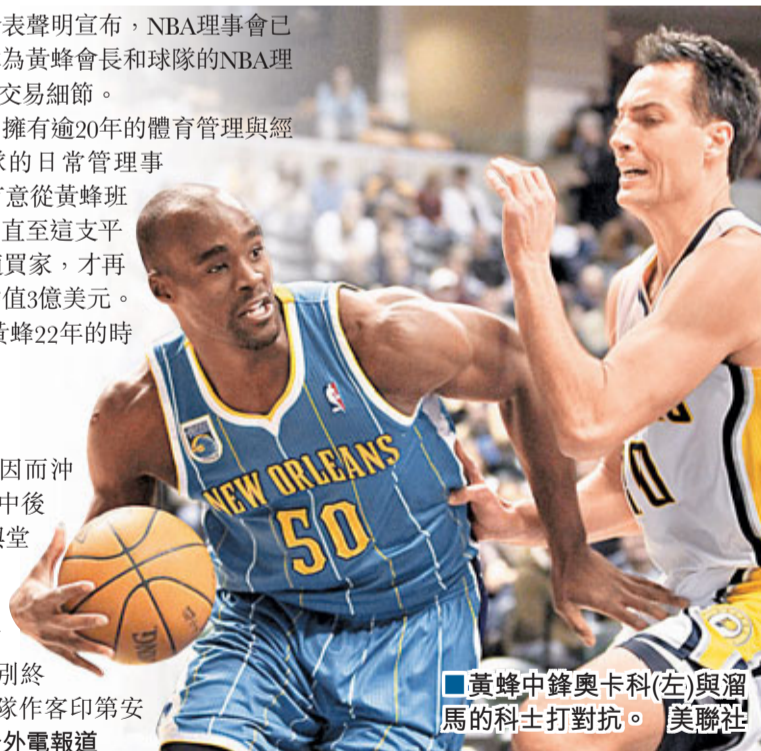 表聲明宣布，NBA理事會已
為黃蜂會長和球隊的NBA理
交易細節。
擁有逾20年的體育管理與經
的日常管理事
意從黃蜂班
直至這支平
買家，才再
值3億美元。
黃蜂22年的時
因而沖
中後
堂
別終
隊作客印第安
外電報道
NEW ORLEANS
50
10
■黃蜂中鋒奧卡科(左)與溜
馬的科士打對抗。 美聯社